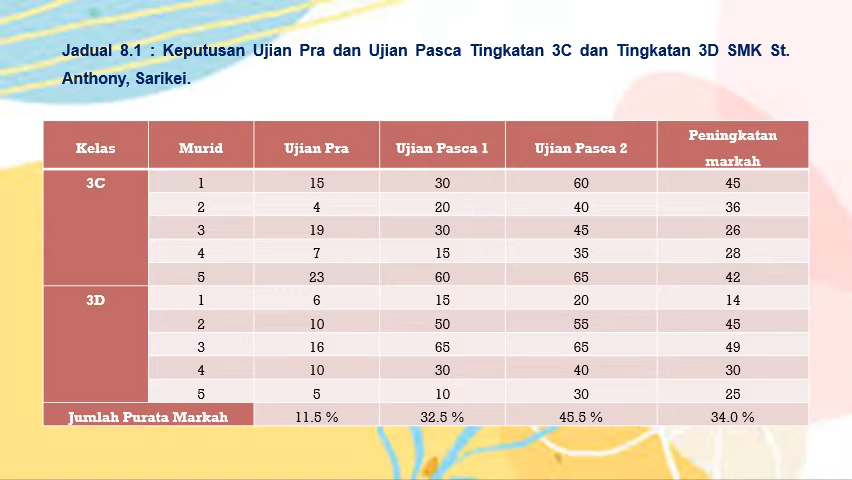 Jadual 8.1 : Keputusan Ujian Pra dan Ujian Pasca Tingkatan 3C dan Tingkatan 3D SMK St.
Anthony, Sarikei.
Kelas Murid Ujian Pra Ujian Pasca 1 Ujian Pasca 2 Peningkatan markah
3C 1 15 30 60 45
2 4 20 40 36
3 19 30 45 26
4 7 15 35 28
5 23 60 65 42
3D 1 6 15 20 14
2 10 50 55 45
3 16 65 65 49
4 10 30 40 30
5 5 10 30 25
Jumlah Purata Markah 11.5 % 32.5 % 45.5 % 34.0 %